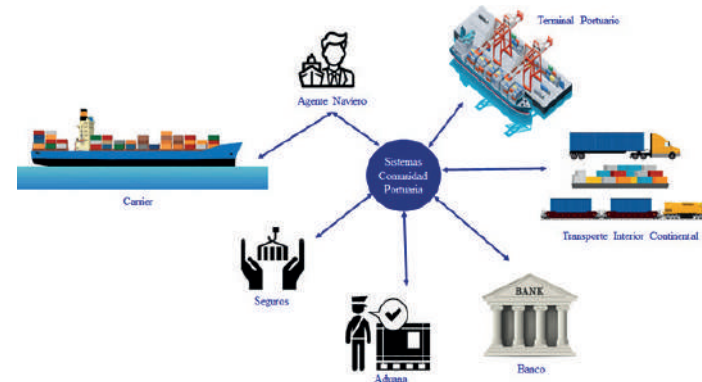 Terminal Portuario
Agente Naviero
Sistemas
Comunidad
Portuaria
Carrier
Transporte Interior Continental
Seguros
BANK
Aduana
Banco